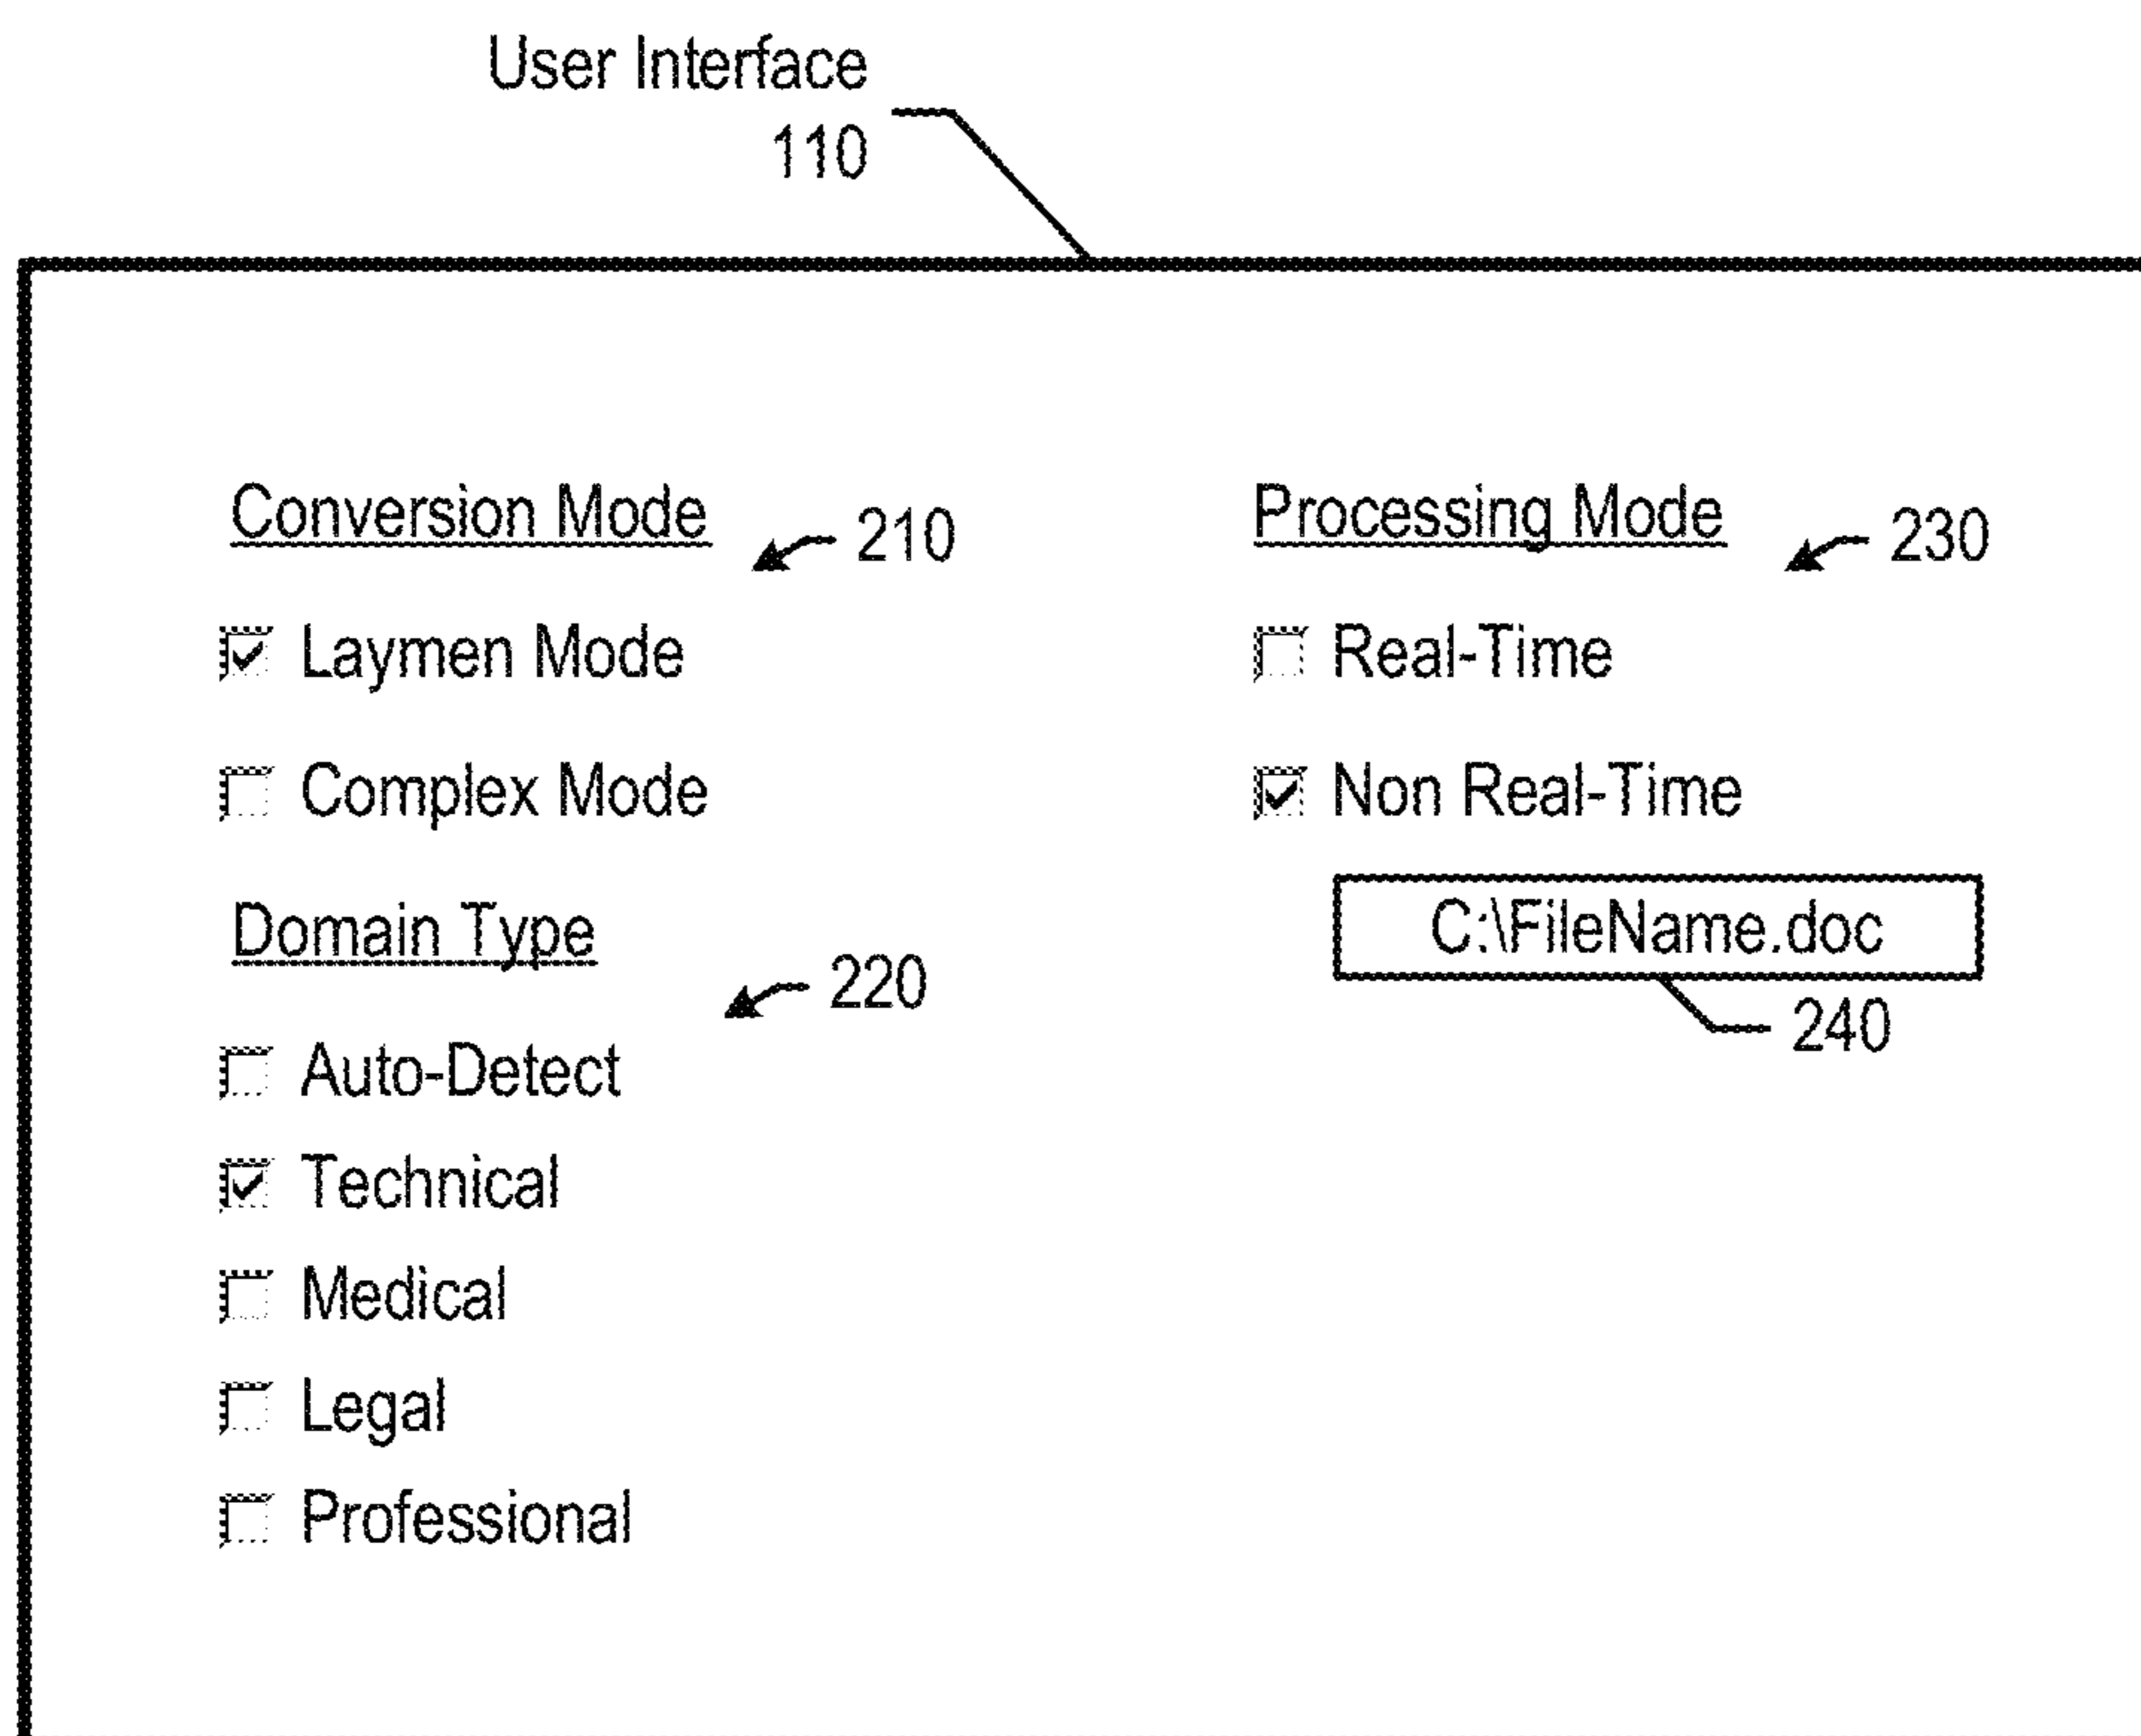 User Interface
110
Conversion Mode
210
Laymen Mode
Complex Mode
Domain Type
220
Auto-Detect
Technical
Medical
Legal
Professional
Processing Mode
230
Real-Time
Non Real-Time
C:\FileName.doc
240